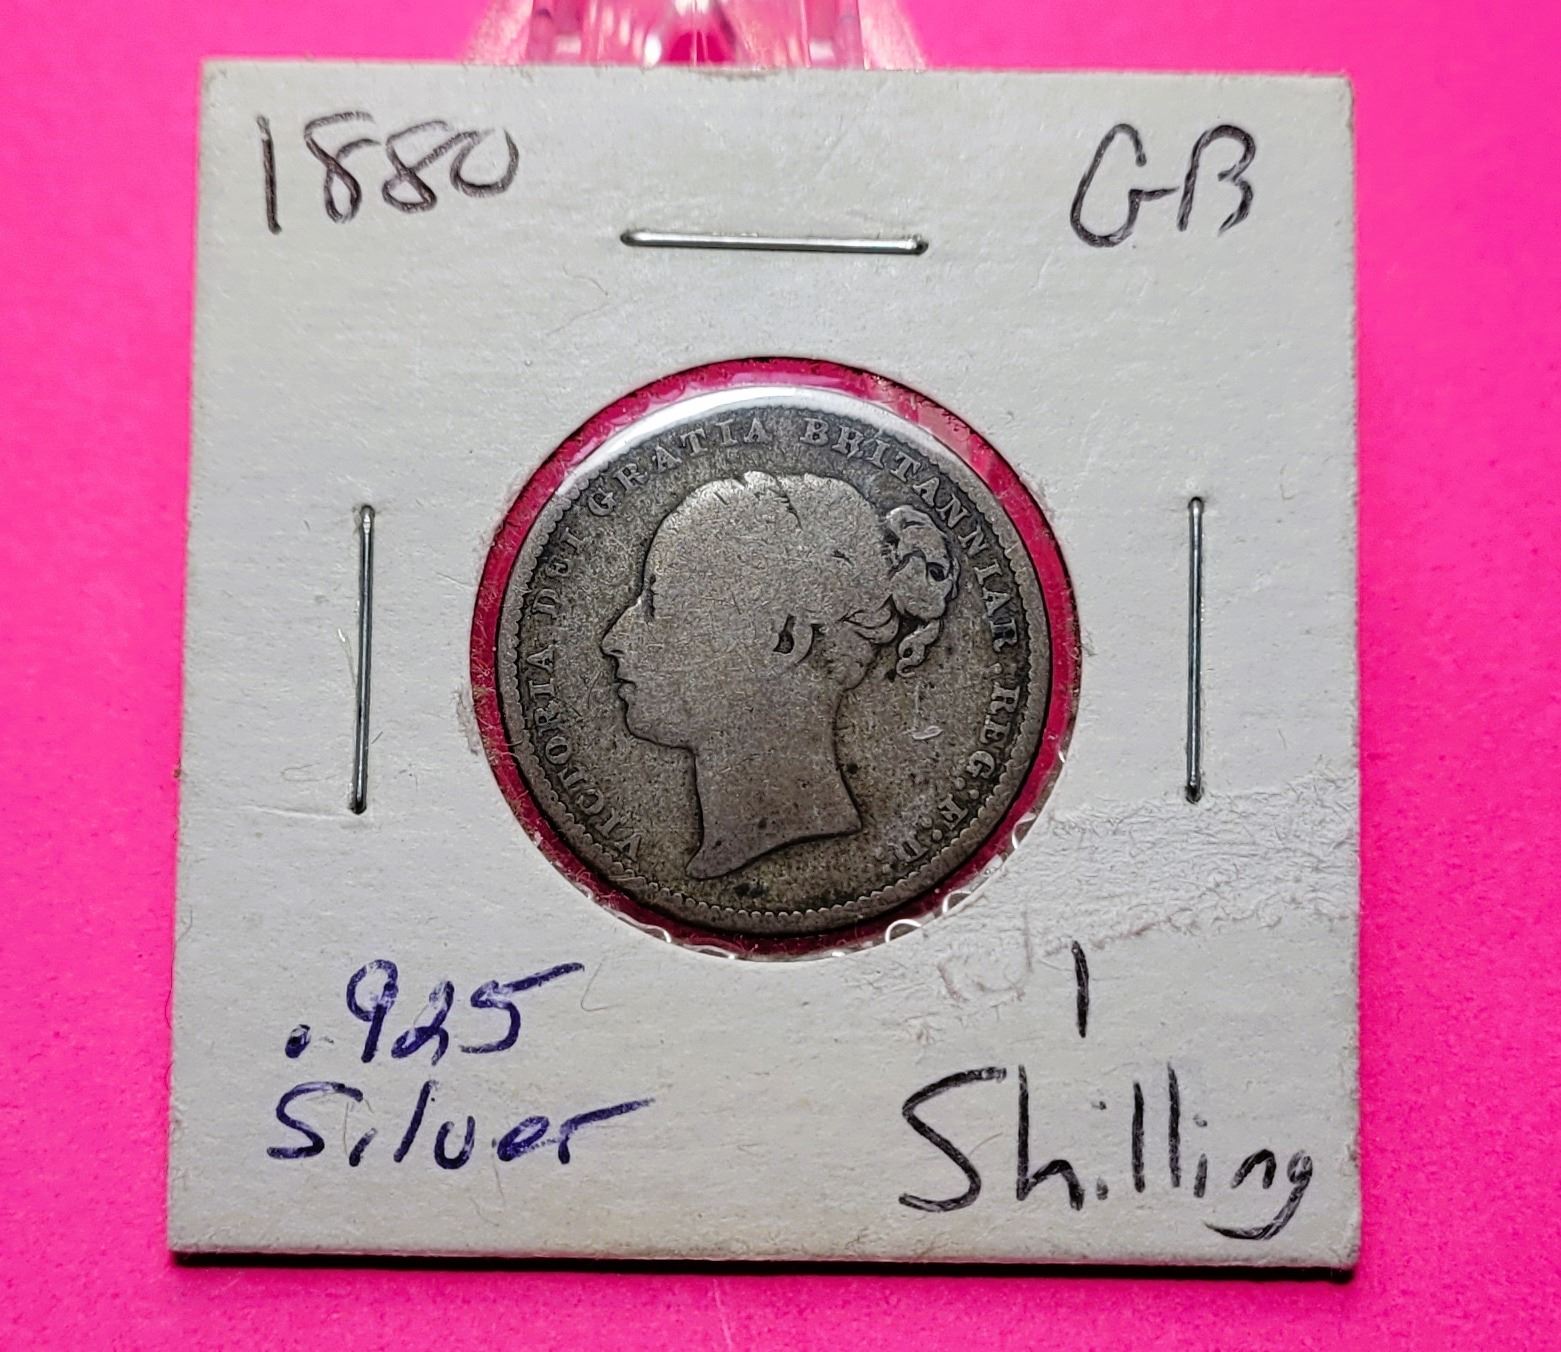 1880
GB
VICTORIA DEI GRATIA BRITANNIAR. REG: F: D:
.925
Silver
1
Shilling